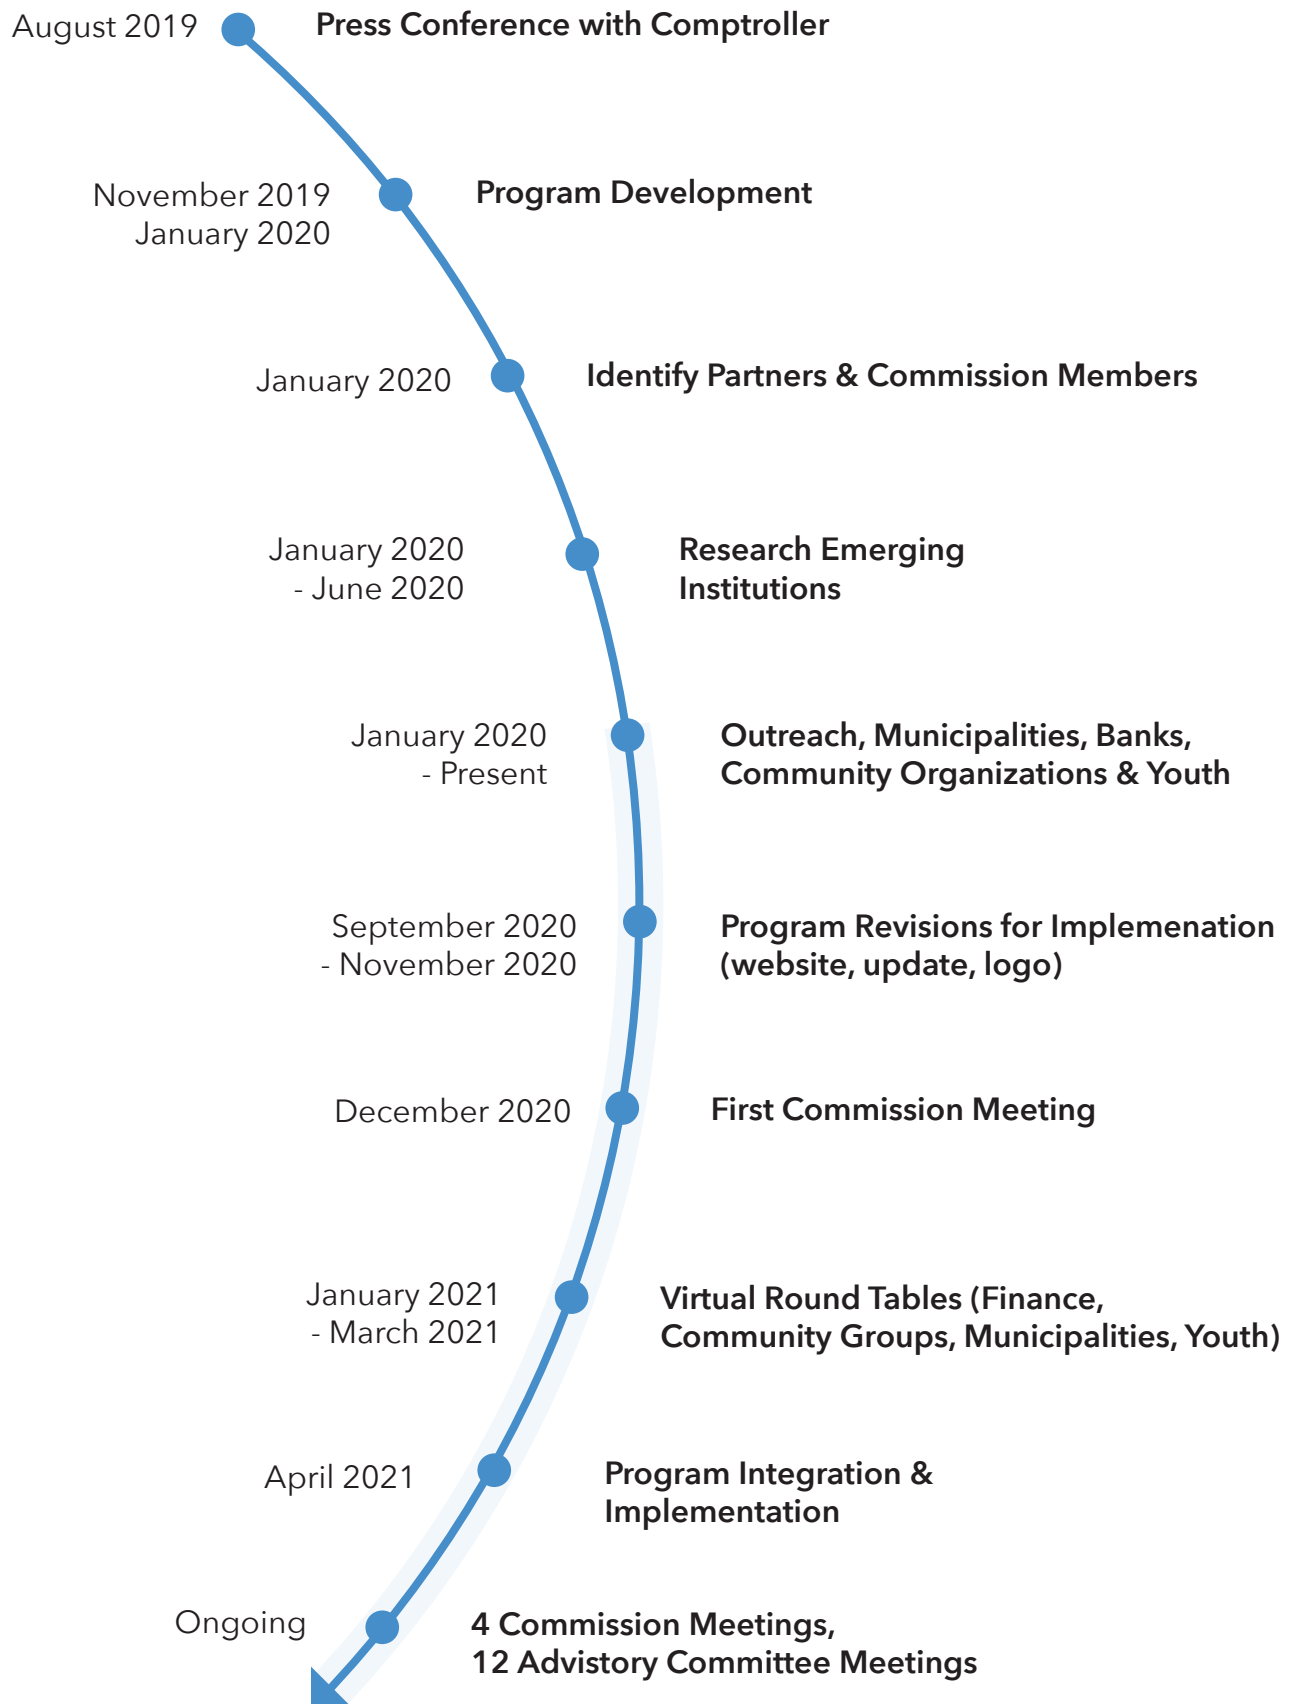 August 2019
Press Conference with Comptroller
November 2019
January 2020
Program Development
January 2020
Identify Partners & Commission Members
January 2020
- June 2020
Research Emerging
Institutions
January 2020
- Present
Outreach, Municipalities, Banks,
Community Organizations & Youth
September 2020
- November 2020
Program Revisions for Implemenation
(website, update, logo)
December 2020
First Commission Meeting
January 2021
- March 2021
Virtual Round Tables (Finance,
Community Groups, Municipalities, Youth)
April 2021
Program Integration &
Implementation
Ongoing
4 Commission Meetings,
12 Advistory Committee Meetings